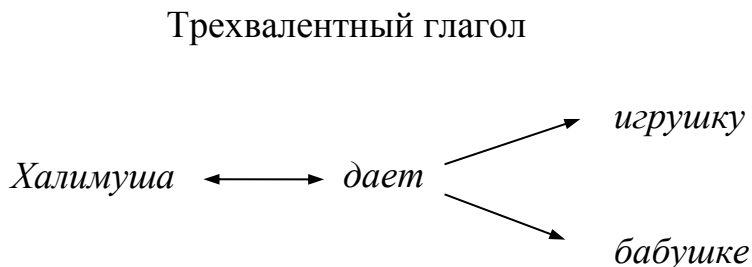 Трехвалентный глагол
игрушку
Халимуша дает
бабушке